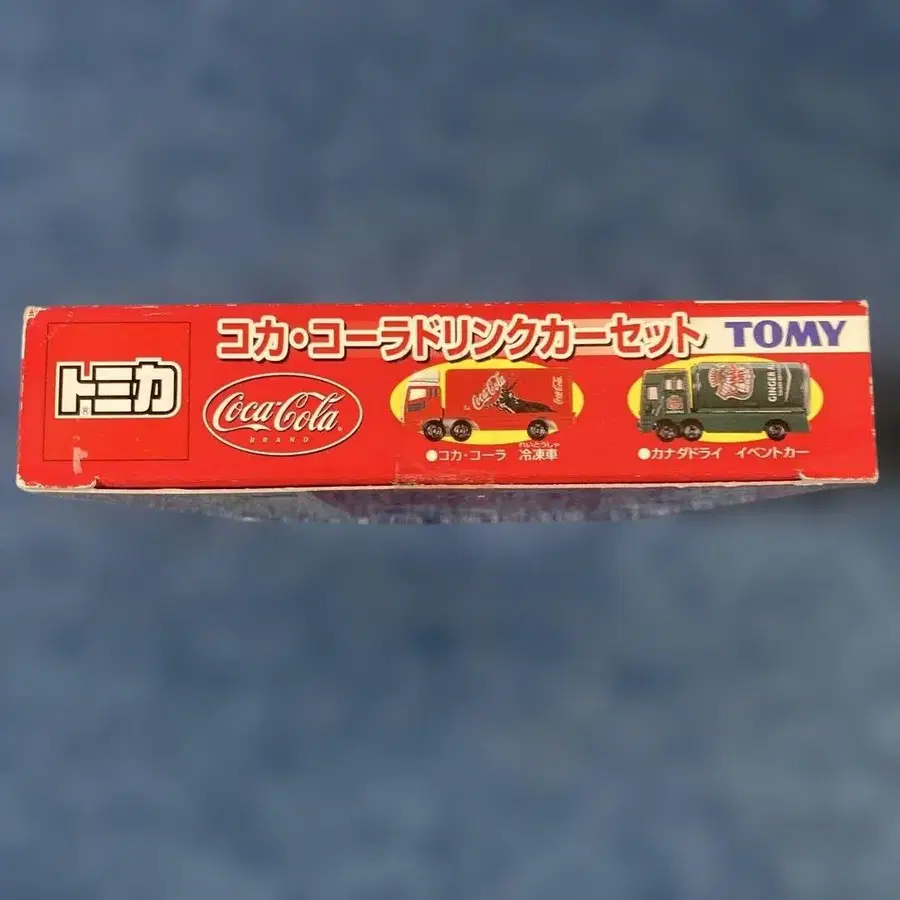 コカ・コーラドリンクカーセット TOMY
トミカ
®
Coca-Cola®
BRAND
Coca-Cola
Coca-Cola
GINGER A
れいとうしゃ
コカ・コーラ 冷凍車
カナダドライ イベントカー